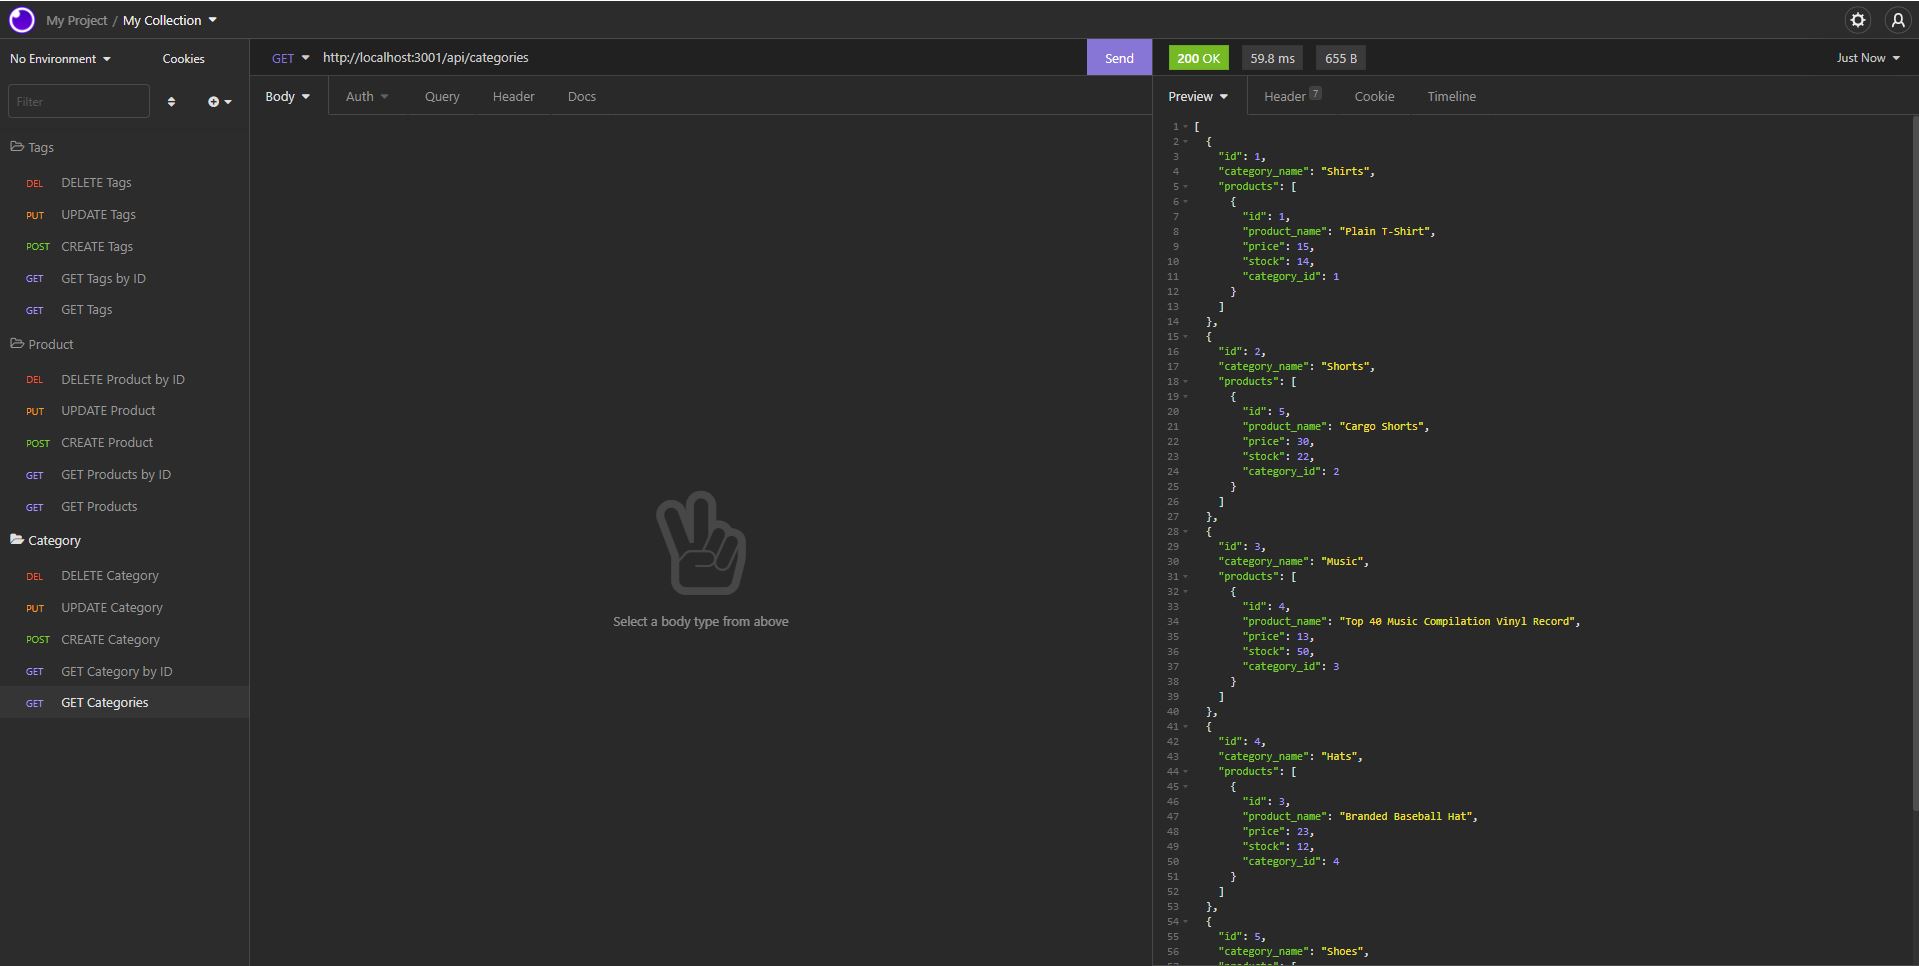 My Project / My Collection
No Environment
Cookies
Filter
Tags
DEL DELETE Tags
PUT UPDATE Tags
POST CREATE Tags
GET GET Tags by ID
GET GET Tags
Product
DEL DELETE Product by ID
PUT UPDATE Product
POST CREATE Product
GET GET Products by ID
GET GET Products
Category
DEL DELETE Category
PUT UPDATE Category
POST CREATE Category
GET GET Category by ID
GET GET Categories
GET http://localhost:3001/api/categories Send
Body Auth Query Header Docs
Select a body type from above
200 OK 59.8 ms 655 B Just Now
Preview Header 7 Cookie Timeline
1 [
2 {
3 "id": 1,
4 "category_name": "Shirts",
5 "products": [
6 {
7 "id": 1,
8 "product_name": "Plain T-Shirt",
9 "price": 15,
10 "stock": 14,
11 "category_id": 1
12 }
13 ]
14 },
15 {
16 "id": 2,
17 "category_name": "Shorts",
18 "products": [
19 {
20 "id": 5,
21 "product_name": "Cargo Shorts",
22 "price": 30,
23 "stock": 22,
24 "category_id": 2
25 }
26 ]
27 },
28 {
29 "id": 3,
30 "category_name": "Music",
31 "products": [
32 {
33 "id": 4,
34 "product_name": "Top 40 Music Compilation Vinyl Record",
35 "price": 13,
36 "stock": 50,
37 "category_id": 3
38 }
39 ]
40 },
41 {
42 "id": 4,
43 "category_name": "Hats",
44 "products": [
45 {
46 "id": 3,
47 "product_name": "Branded Baseball Hat",
48 "price": 23,
49 "stock": 12,
50 "category_id": 4
51 }
52 ]
53 },
54 {
55 "id": 5,
56 "category_name": "Shoes",